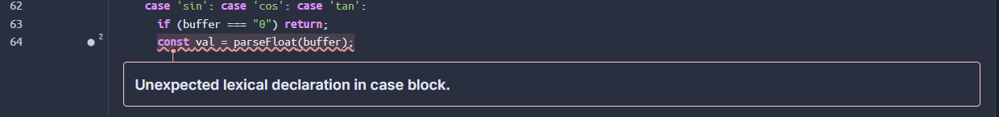 62 case 'sin': case 'cos': case 'tan':
63 if (buffer === "0") return;
64 2 const val = parseFloat(buffer);
Unexpected lexical declaration in case block.